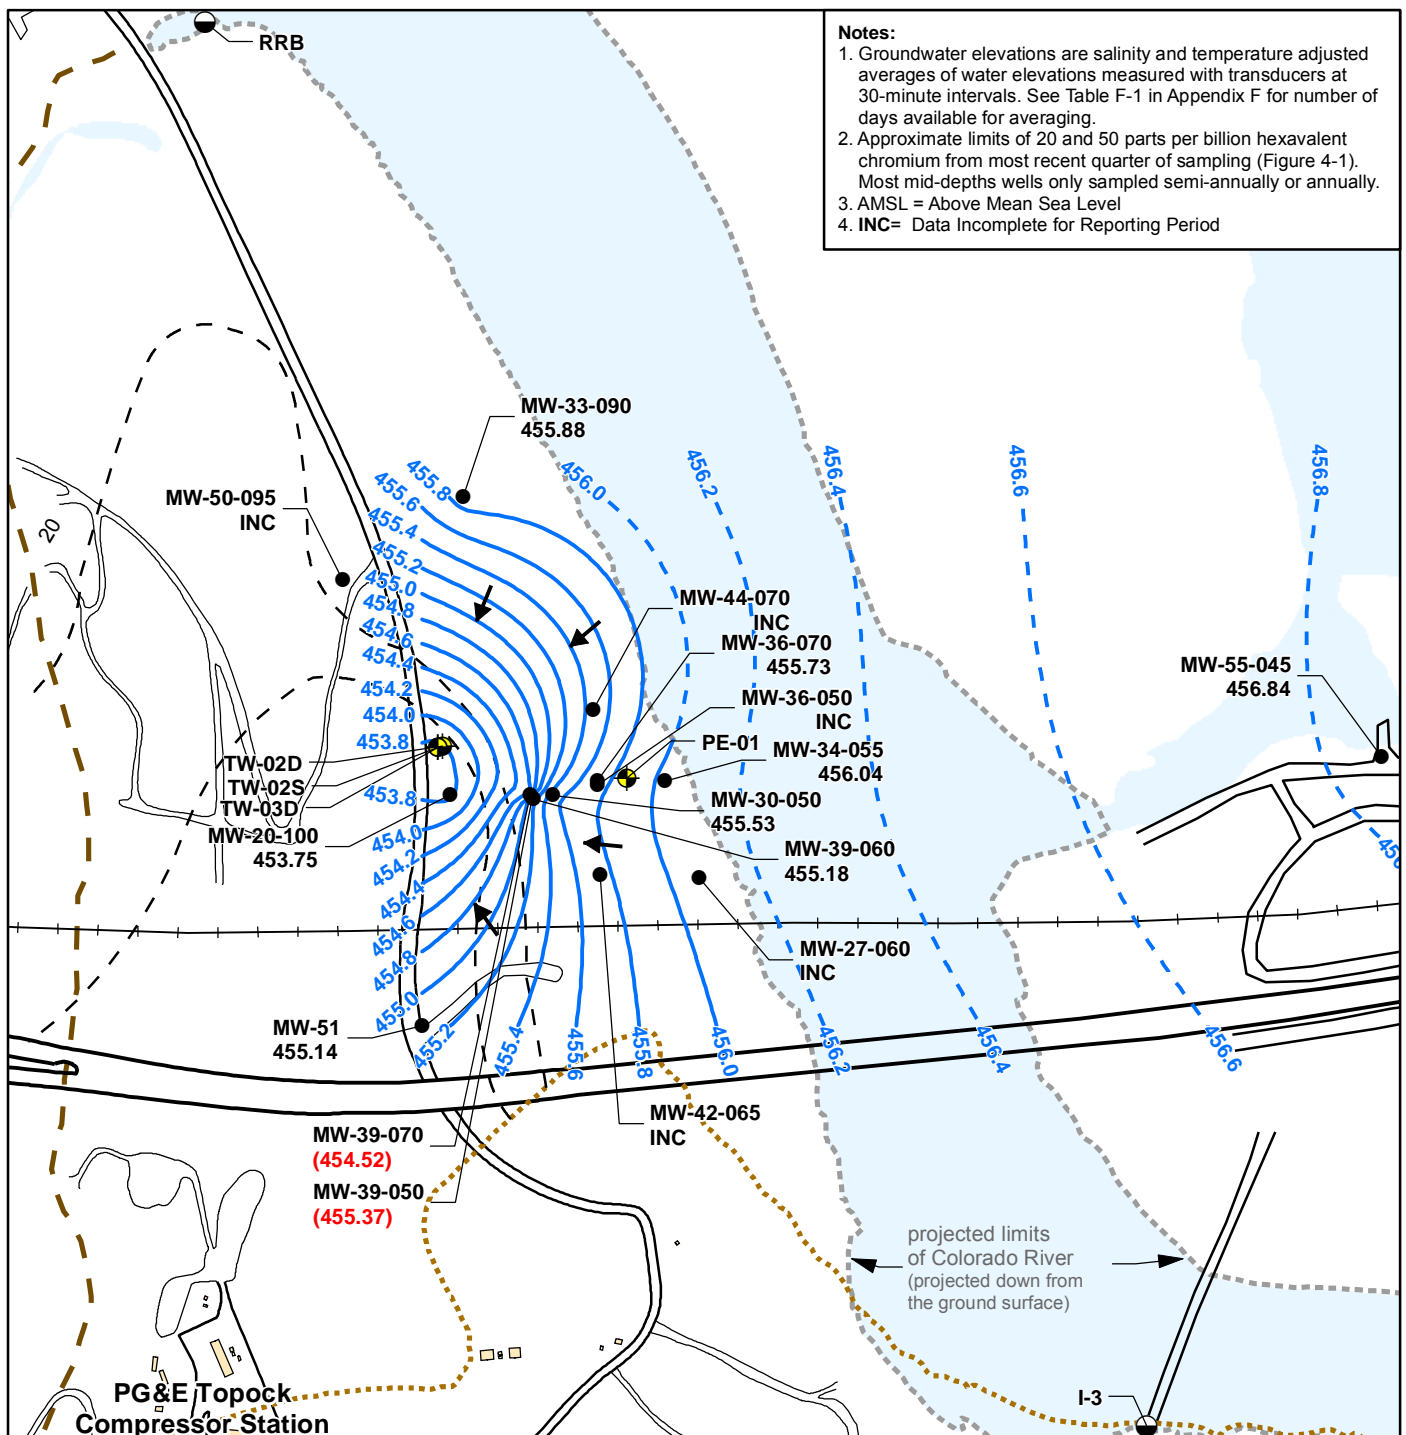 RRB
Notes:
1. Groundwater elevations are salinity and temperature adjusted
averages of water elevations measured with transducers at
30-minute intervals. See Table F-1 in Appendix F for number of
days available for averaging.
2. Approximate limits of 20 and 50 parts per billion hexavalent
chromium from most recent quarter of sampling (Figure 4-1).
Most mid-depths wells only sampled semi-annually or annually.
3. AMSL = Above Mean Sea Level
4. INC= Data Incomplete for Reporting Period
MW-33-090
455.88
455.8
455.6
455.4
455.2
455.0
454.8
454.6
454.4
454.2
454.0
453.8
456.0
456.2
456.4
456.6
456.8
MW-50-095
INC
20
MW-44-070
INC
MW-36-070
455.73
MW-36-050
INC
PE-01
MW-34-055
456.04
MW-55-045
456.84
MW-30-050
455.53
MW-39-060
455.18
TW-02D
TW-02S
TW-03D
MW-20-100
453.75
453.8
454.0
454.2
454.4
454.6
454.8
455.0
455.2
455.4
455.6
455.8
456.0
456.2
456.4
456.6
MW-27-060
INC
MW-51
455.14
MW-42-065
INC
MW-39-070
(454.52)
MW-39-050
(455.37)
projected limits
of Colorado River
(projected down from
the ground surface)
I-3
PG&E Topock
Compressor Station